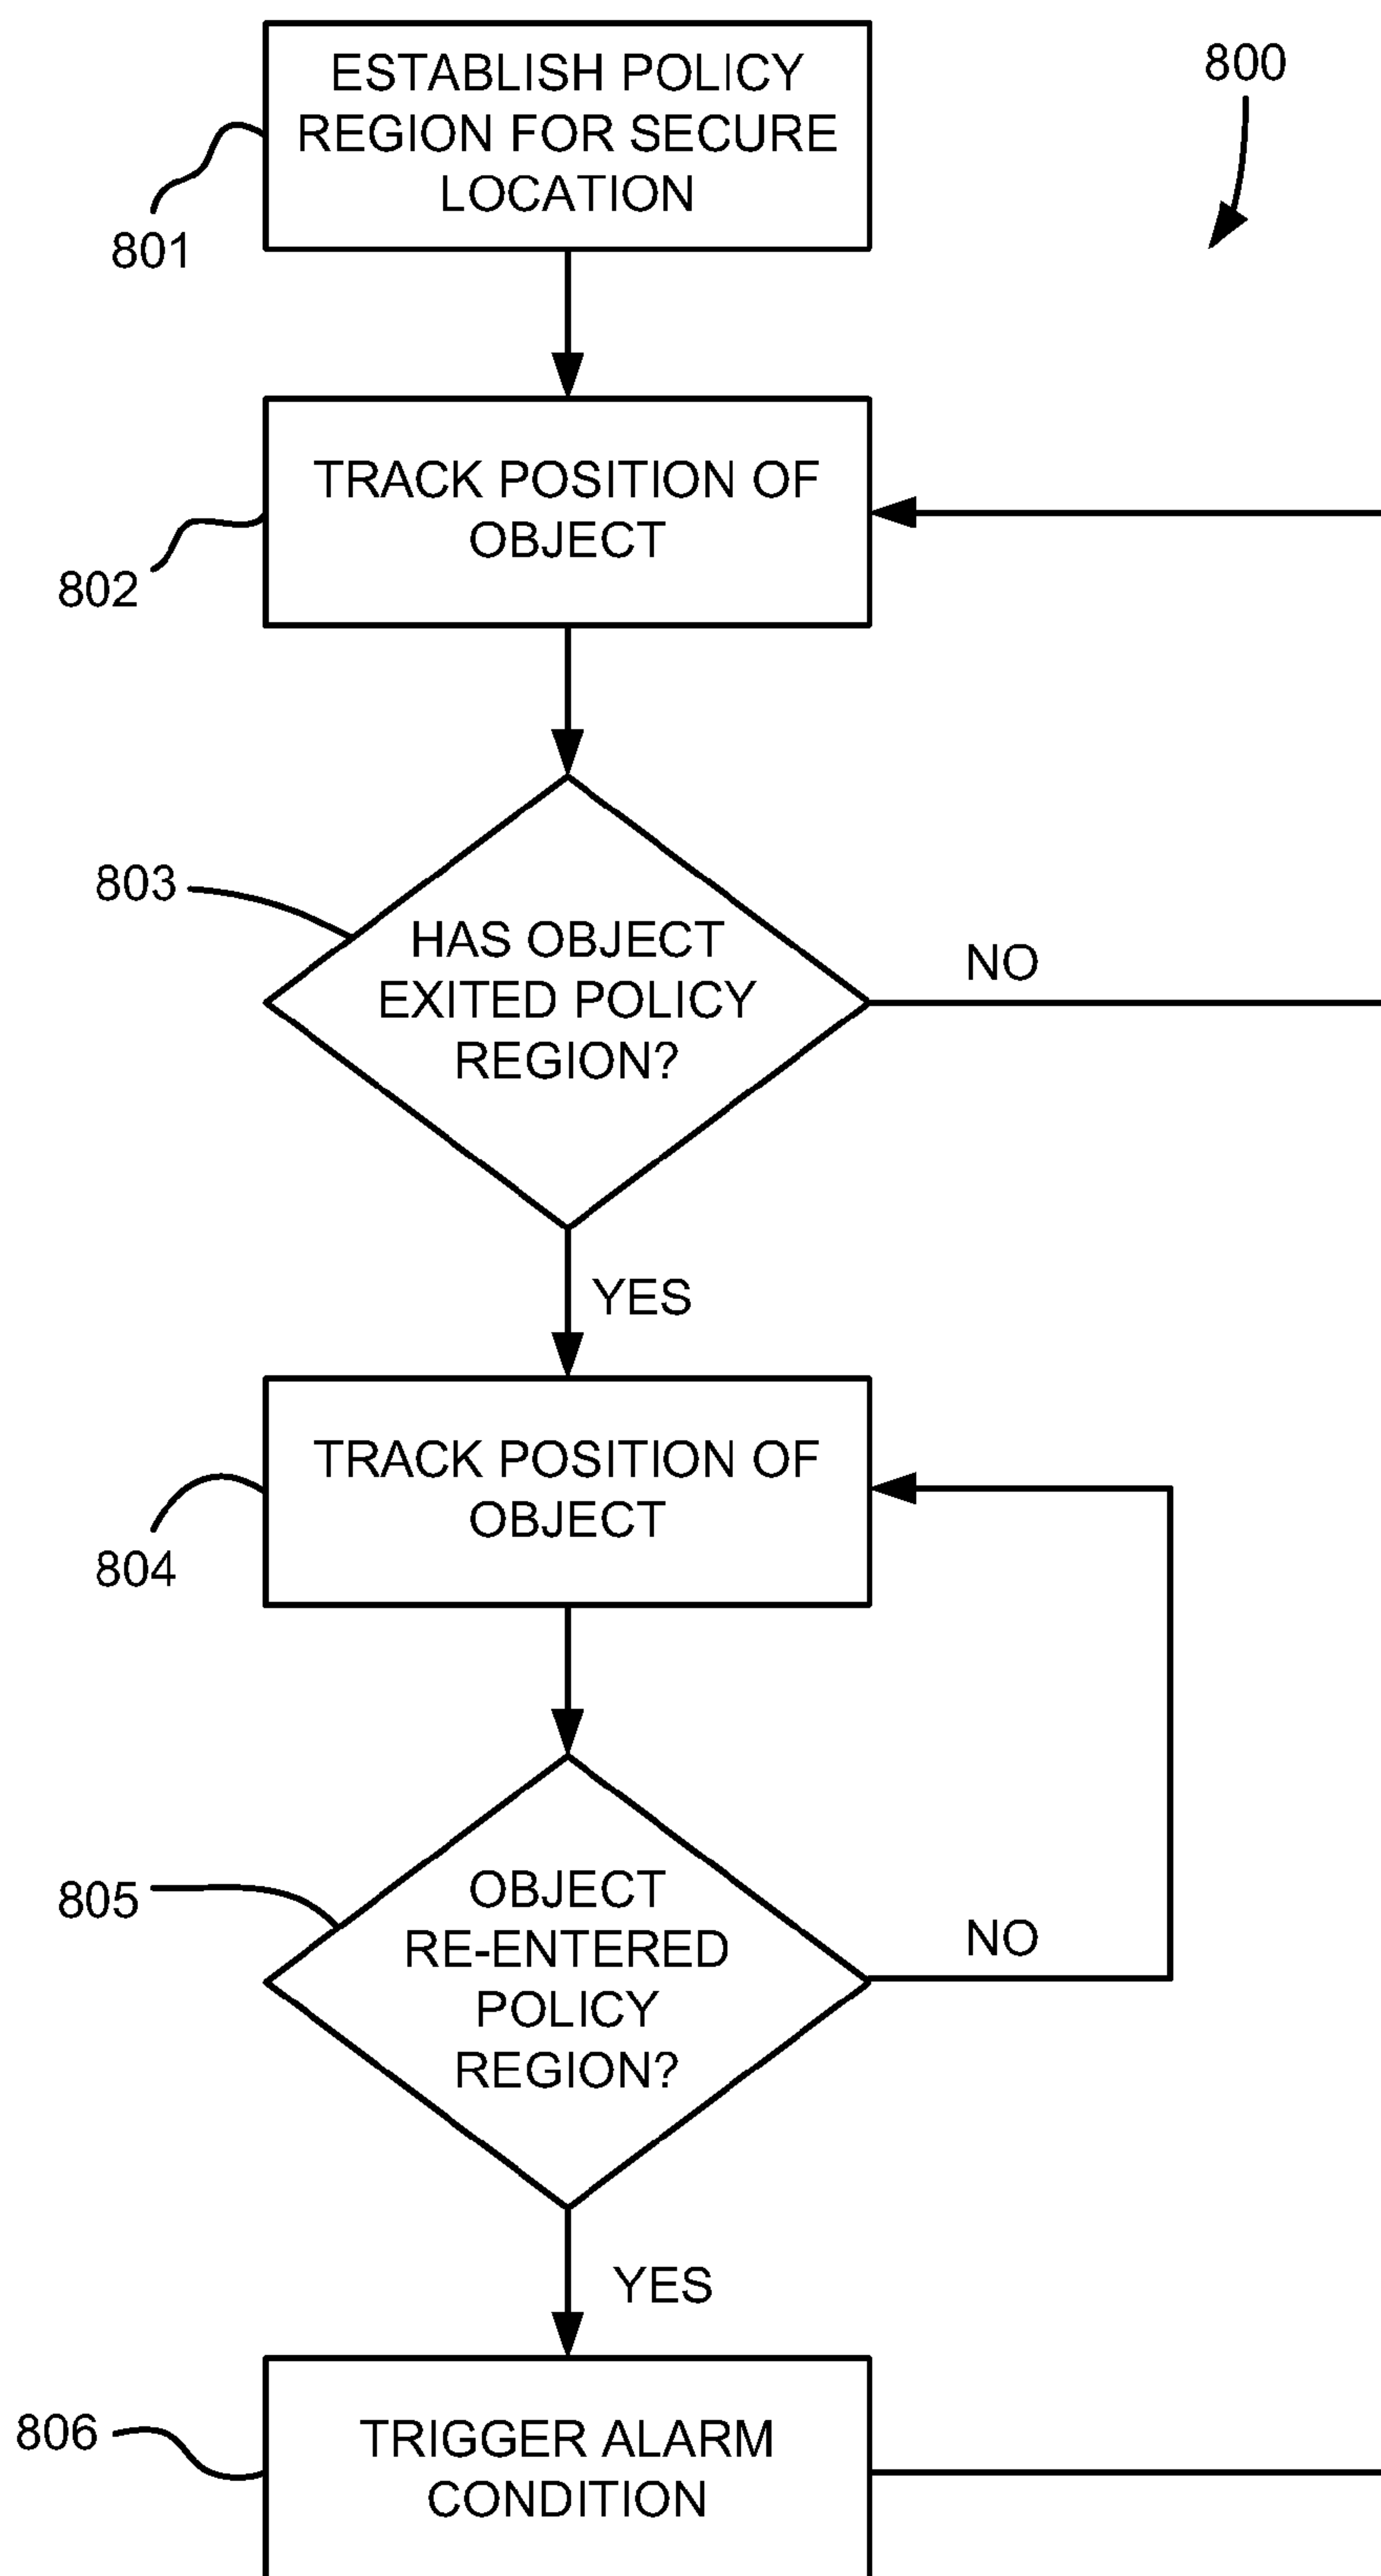 ESTABLISH POLICY
REGION FOR SECURE
LOCATION
800
801
TRACK POSITION OF
OBJECT
802
803
HAS OBJECT
EXITED POLICY
REGION?
NO
YES
TRACK POSITION OF
OBJECT
804
805
OBJECT
RE-ENTERED
POLICY
REGION?
NO
YES
806
TRIGGER ALARM
CONDITION